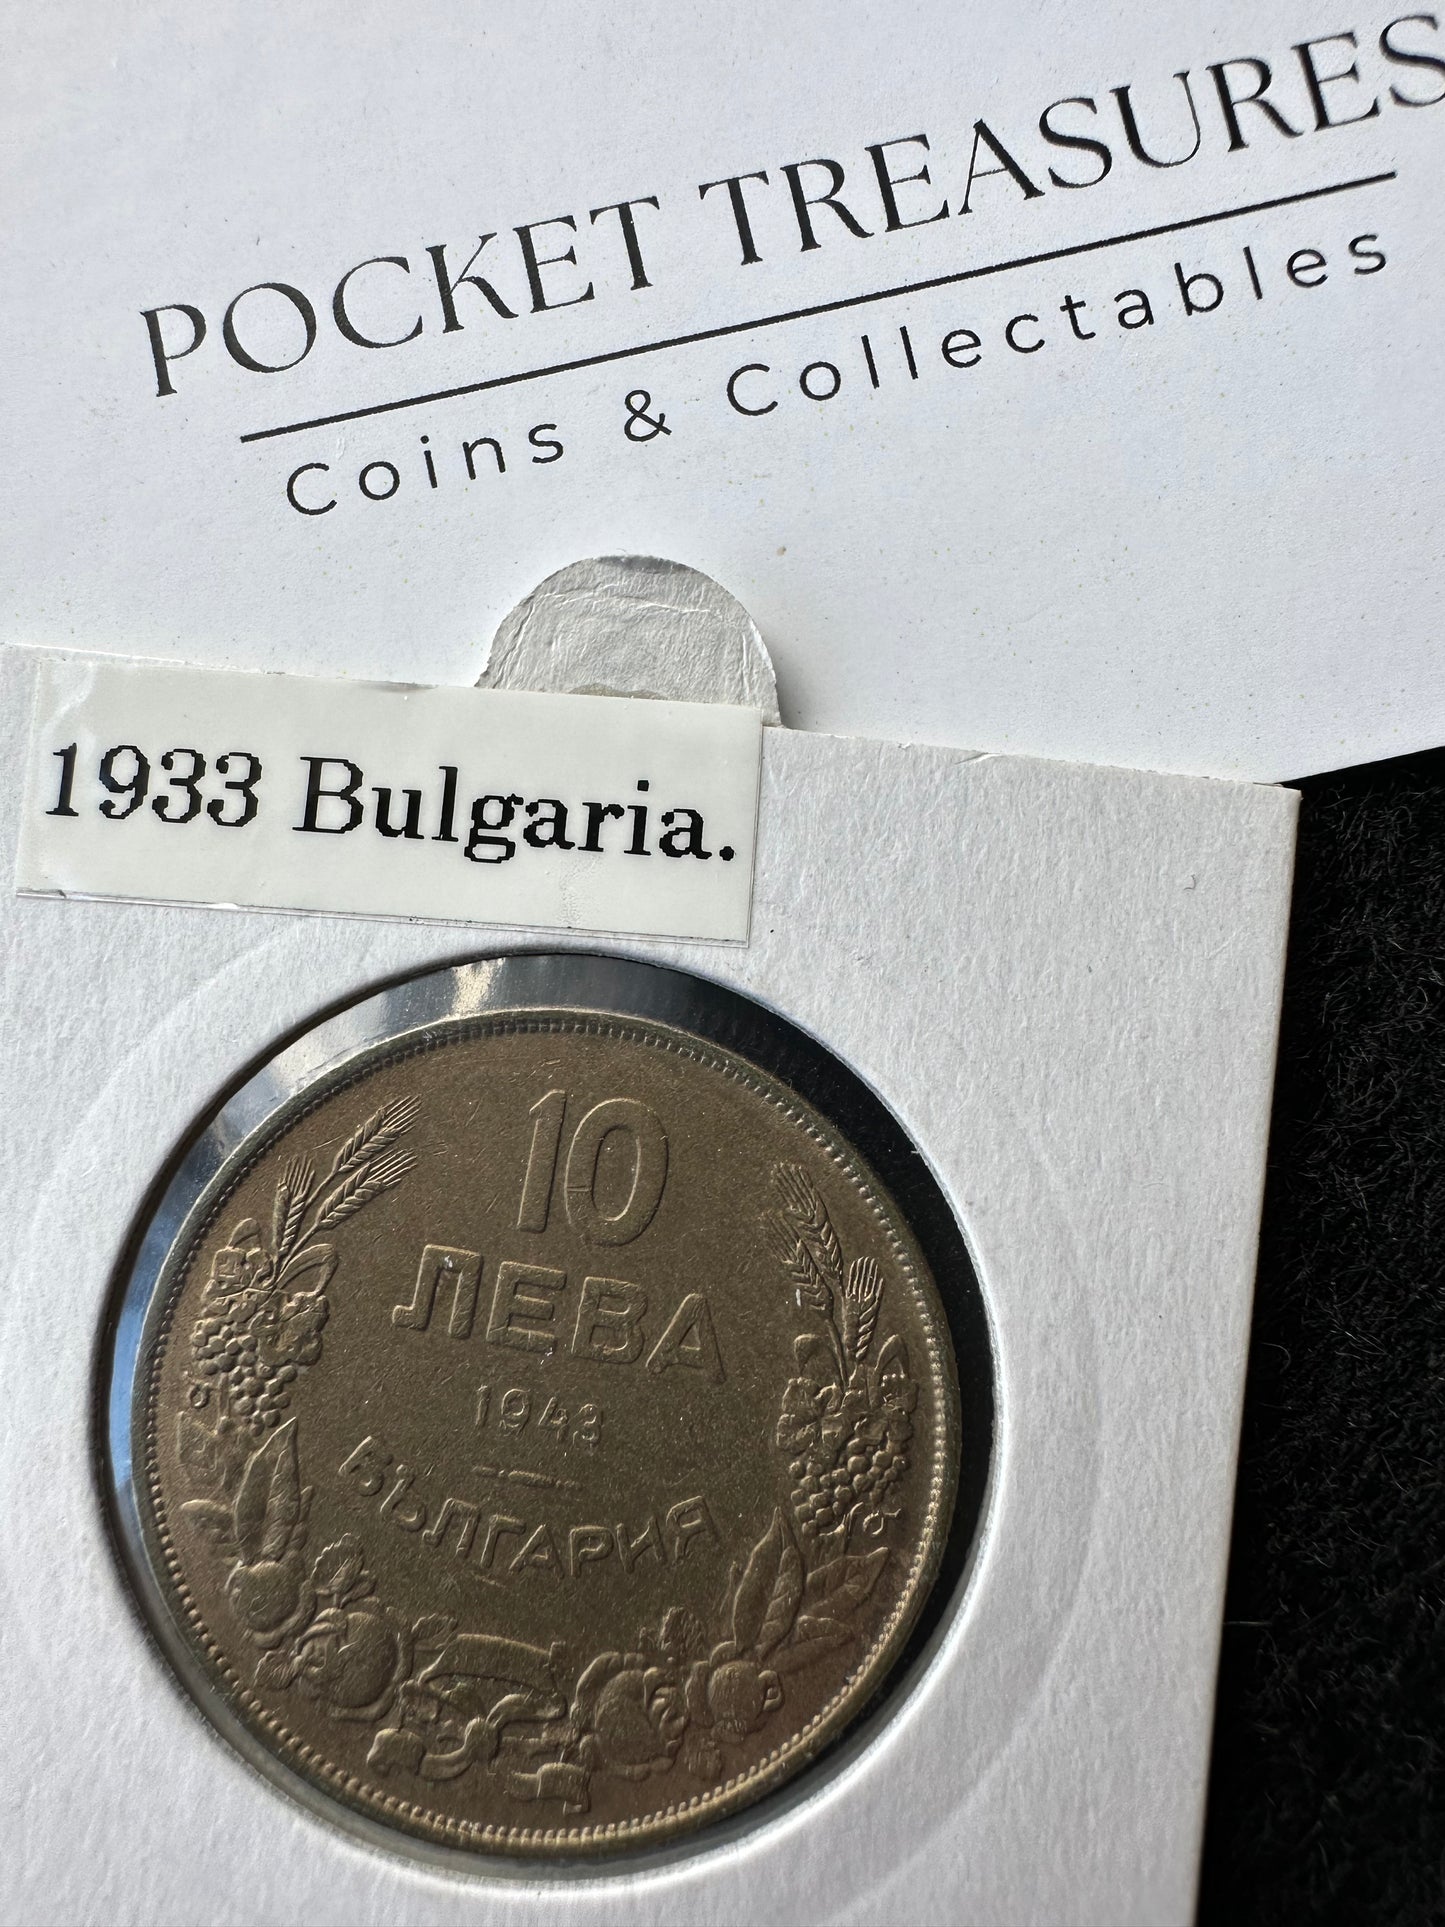 POCKET TREASURES
Coins & Collectables
1933 Bulgaria.
10
ЛЕВА
1943
БЪЛГАРИЯ